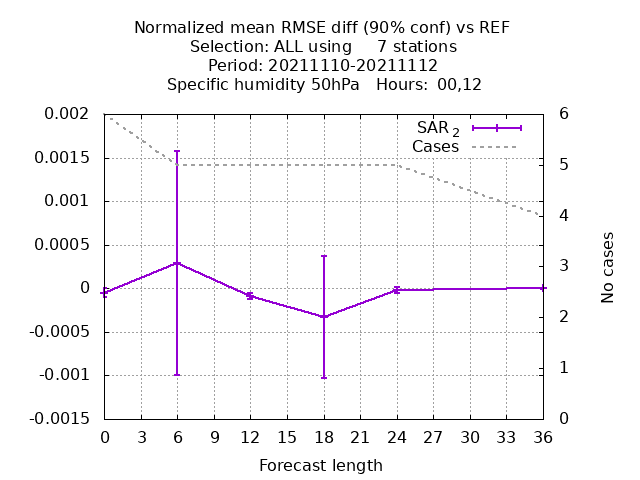 Normalized mean RMSE diff (90% conf) vs REF
Selection: ALL using     7 stations
Period: 20211110-20211112
Specific humidity 50hPa   Hours:  00,12
0.002
0.0015
0.001
0.0005
0
-0.0005
-0.001
-0.0015
6
5
4
3
2
1
0
SAR 2
Cases
No cases
0 3 6 9 12 15 18 21 24 27 30 33 36
Forecast length